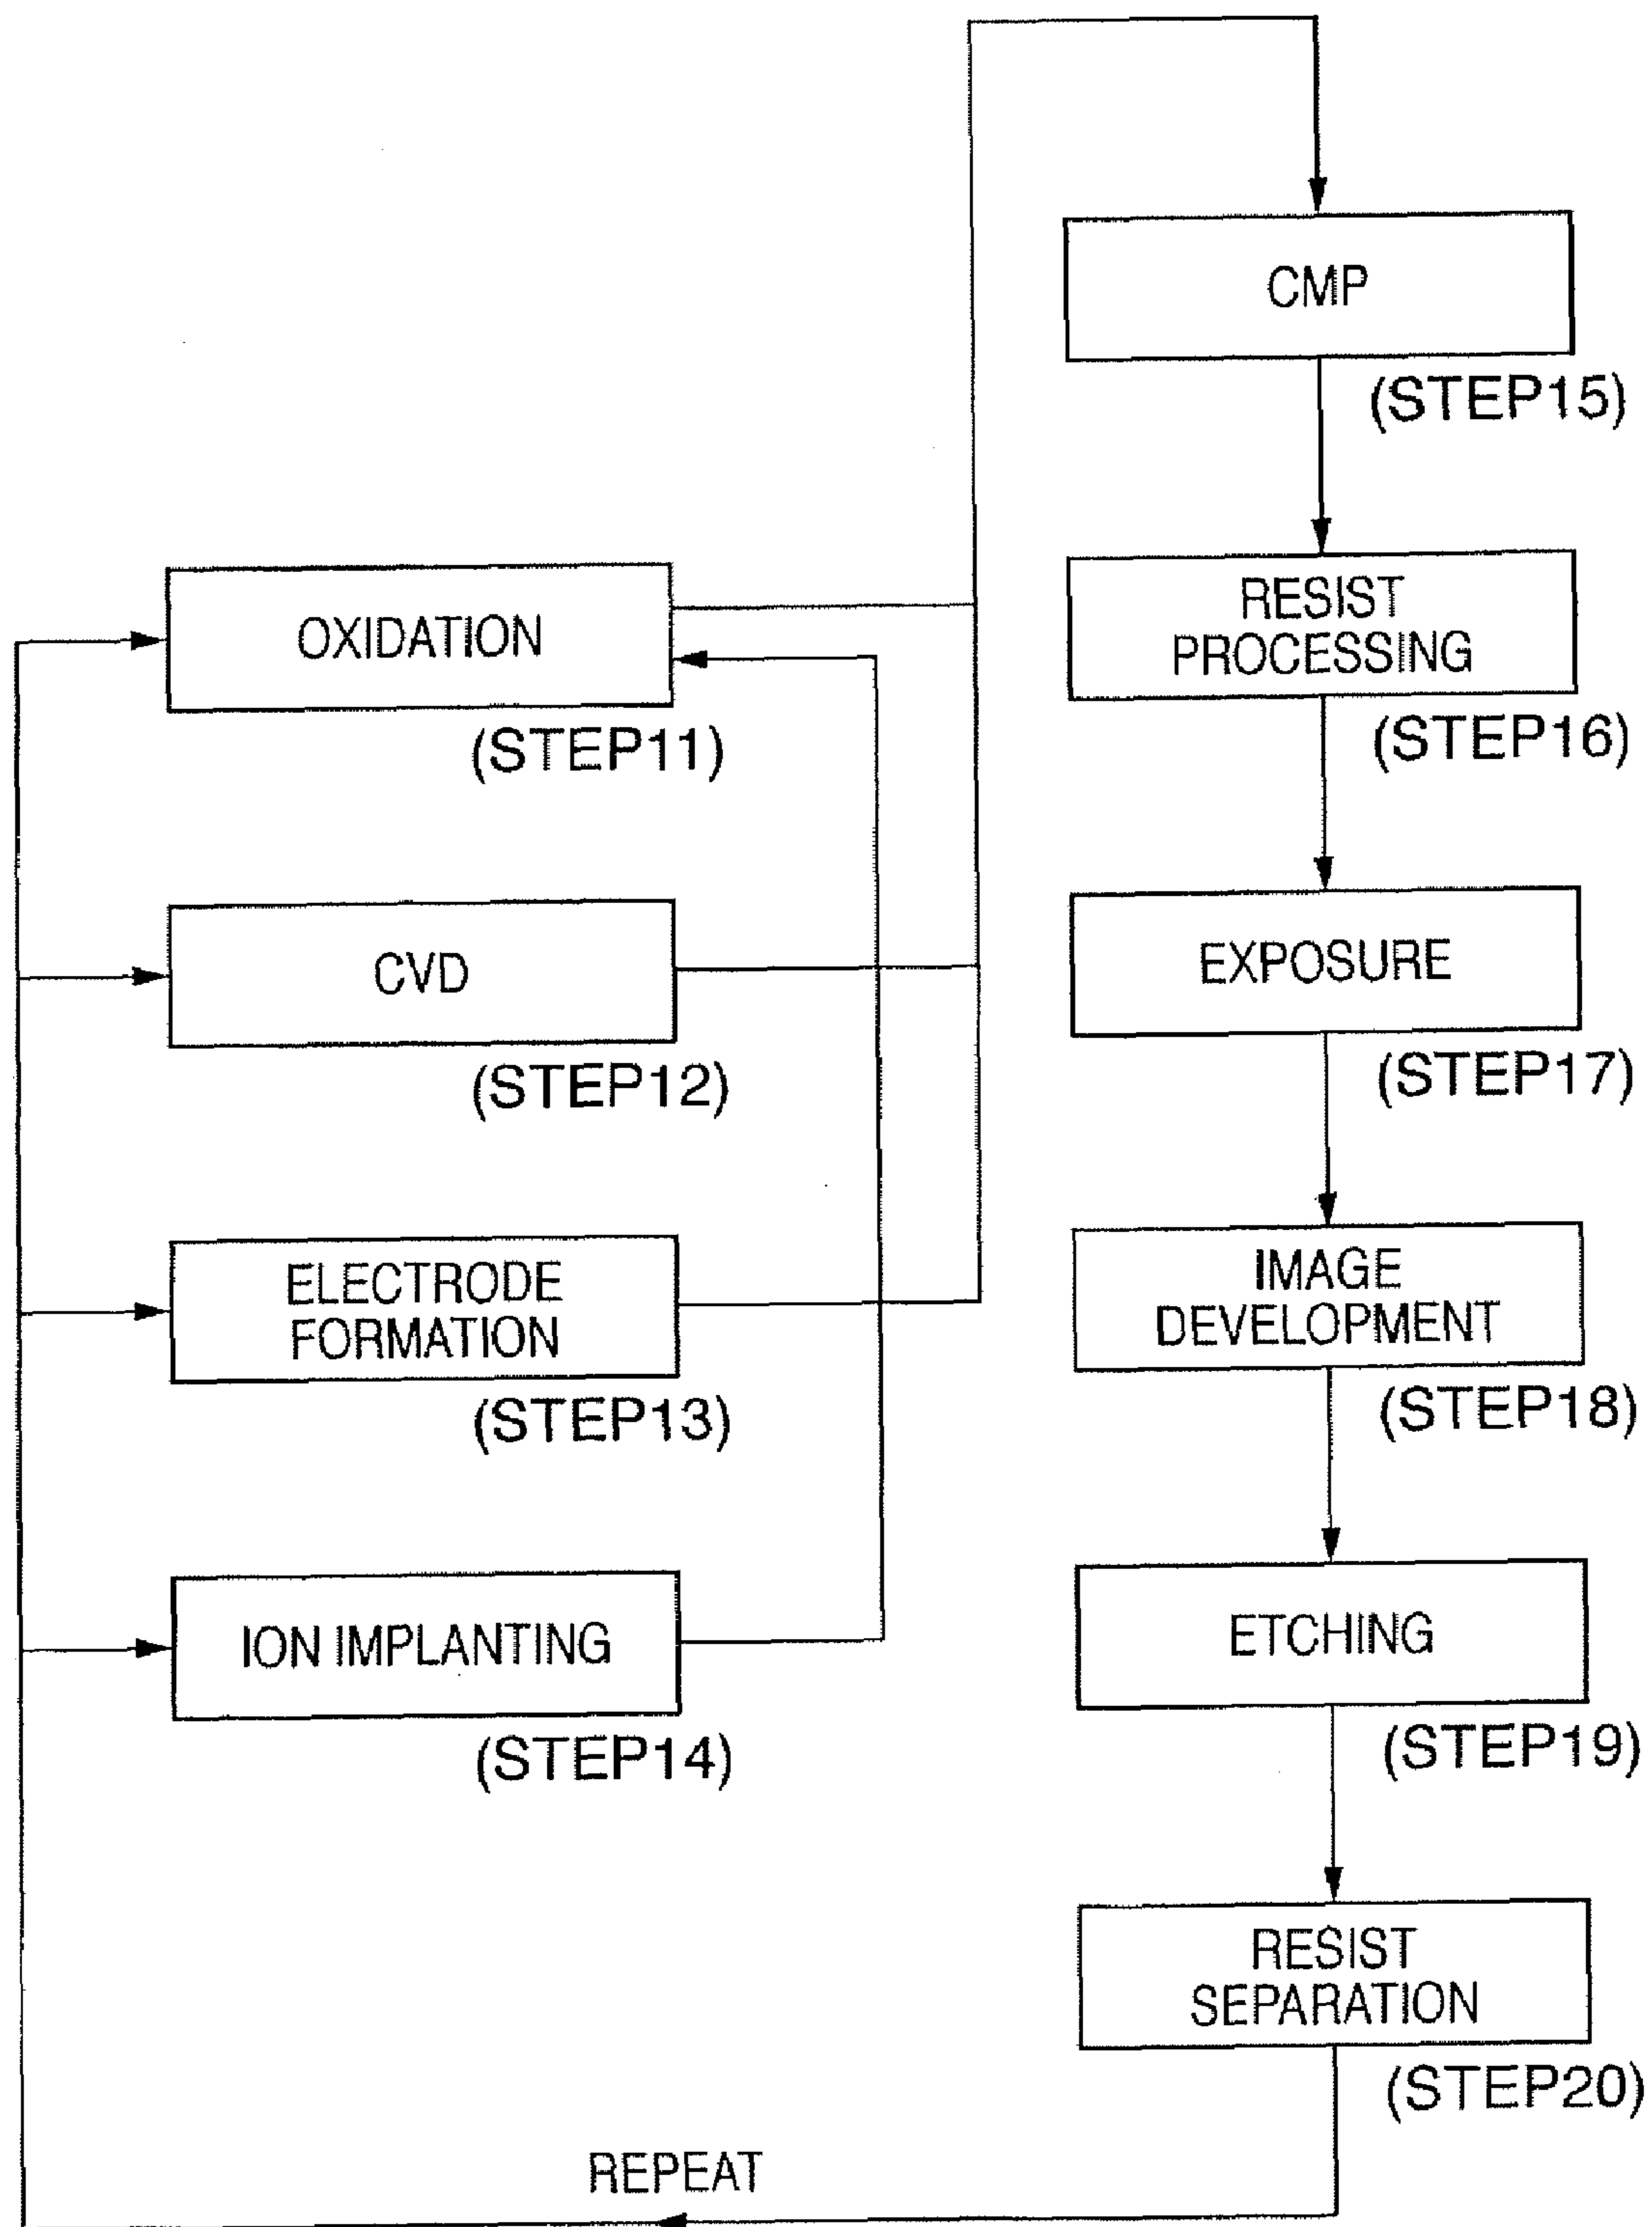 OXIDATION
(STEP11)
CVD
(STEP12)
ELECTRODE
FORMATION
(STEP13)
ION IMPLANTING
(STEP14)
CMP
(STEP15)
RESIST
PROCESSING
(STEP16)
EXPOSURE
(STEP17)
IMAGE
DEVELOPMENT
(STEP18)
ETCHING
(STEP19)
RESIST
SEPARATION
(STEP20)
REPEAT